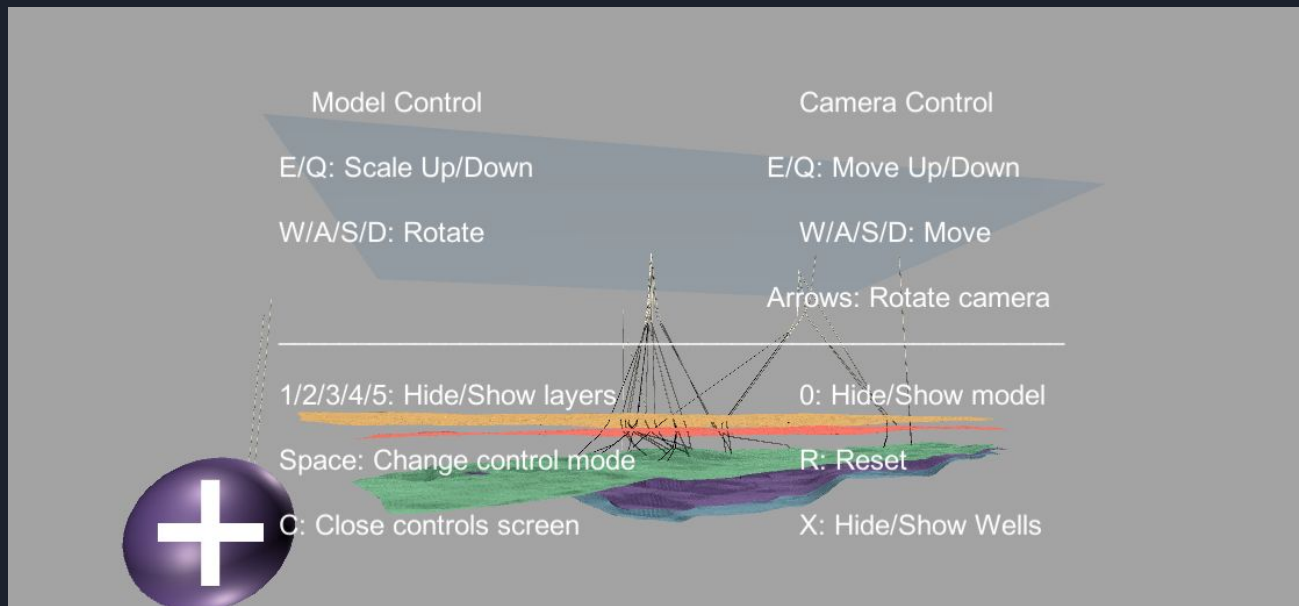 Model Control
Camera Control
E/Q: Scale Up/Down
E/Q: Move Up/Down
W/A/S/D: Rotate
W/A/S/D: Move
Arrows: Rotate camera
1/2/3/4/5: Hide/Show layers
0: Hide/Show model
Space: Change control mode
R: Reset
C: Close controls screen
X: Hide/Show Wells